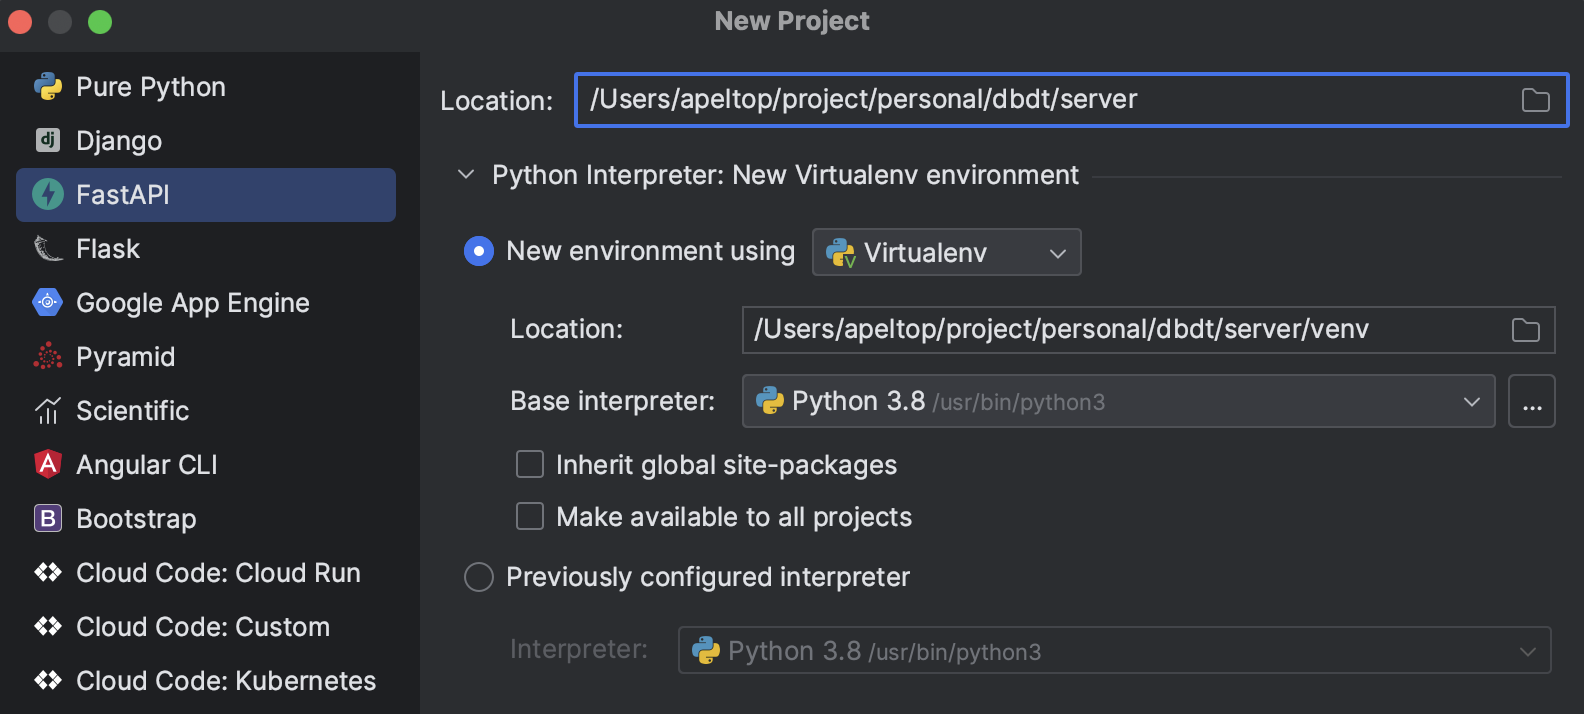 New Project
Pure Python
Django
FastAPI
Flask
Google App Engine
Pyramid
Scientific
Angular CLI
Bootstrap
Cloud Code: Cloud Run
Cloud Code: Custom
Cloud Code: Kubernetes
Location: /Users/apeltop/project/personal/dbdt/server
Python Interpreter: New Virtualenv environment
New environment using Virtualenv
Location: /Users/apeltop/project/personal/dbdt/server/venv
Base interpreter: Python 3.8 /usr/bin/python3 ...
Inherit global site-packages
Make available to all projects
Previously configured interpreter
Interpreter: Python 3.8 /usr/bin/python3